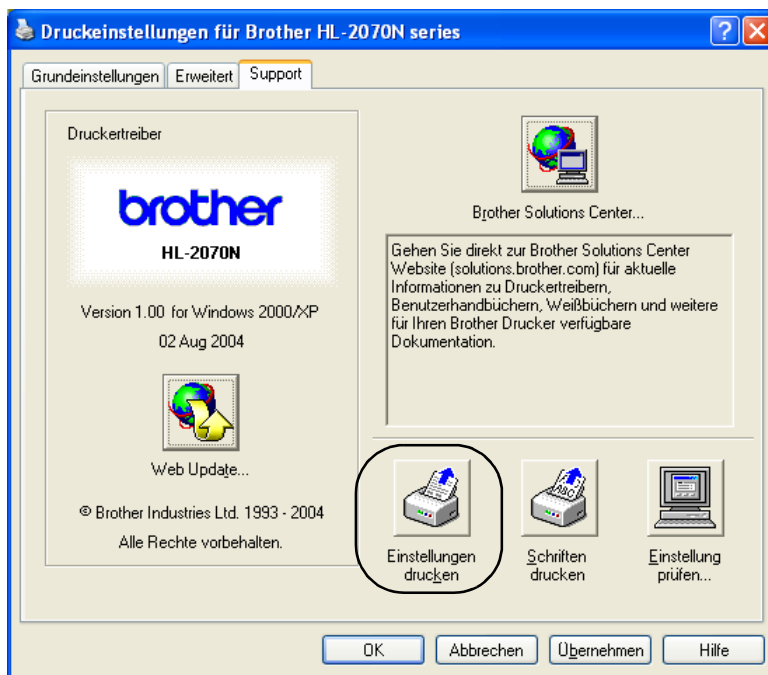 Druckeinstellungen für Brother HL-2070N series
Grundeinstellungen
Erweitert
Support
Druckertreiber
brother
HL-2070N
Version 1.00 for Windows 2000/XP
02 Aug 2004
Web Update...
© Brother Industries Ltd. 1993 - 2004
Alle Rechte vorbehalten.
Brother Solutions Center...
Gehen Sie direkt zur Brother Solutions Center
Website (solutions.brother.com) für aktuelle
Informationen zu Druckertreibern,
Benutzerhandbüchern, Weißbüchern und weitere
für Ihren Brother Drucker verfügbare
Dokumentation.
Einstellungen
drucken
Schriften
drucken
Einstellung
prüfen...
OK
Abbrechen
Übernehmen
Hilfe